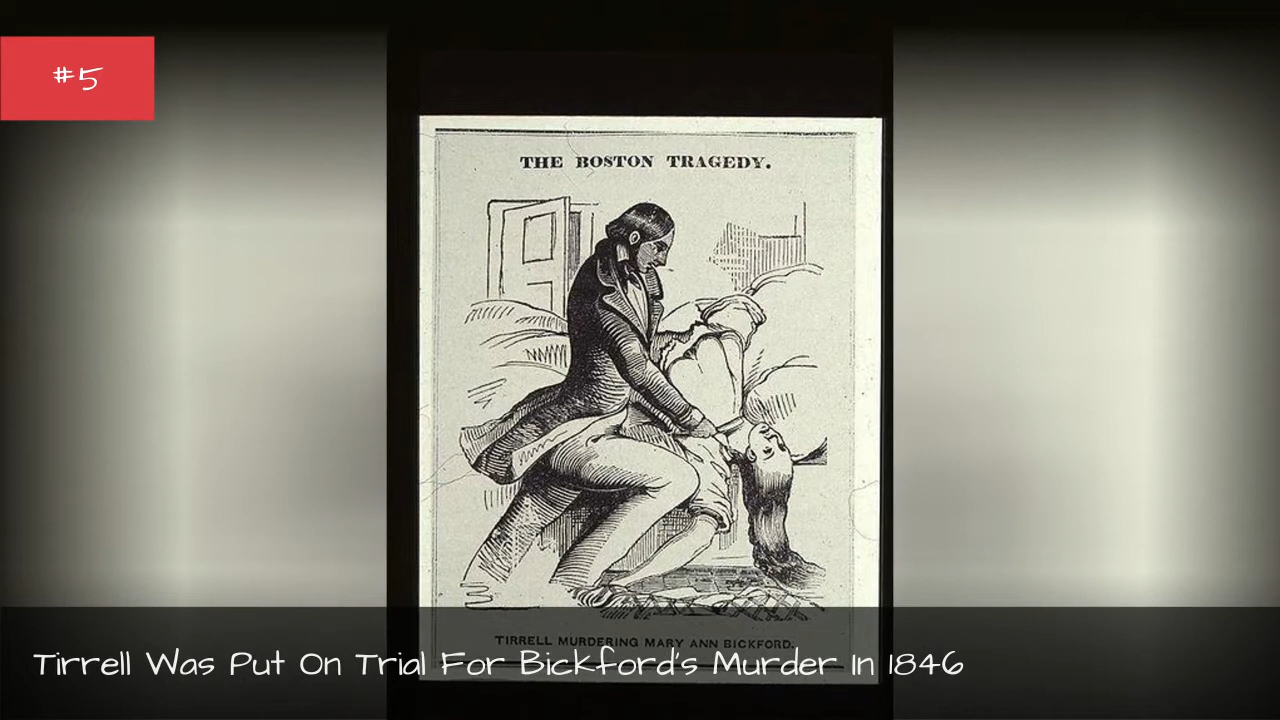 #5
THE BOSTON TRAGEDY.
TIRRELL MURDERING MARY ANN BICKFORD.
Tirrell Was Put On Trial For Bickford's Murder In 1846